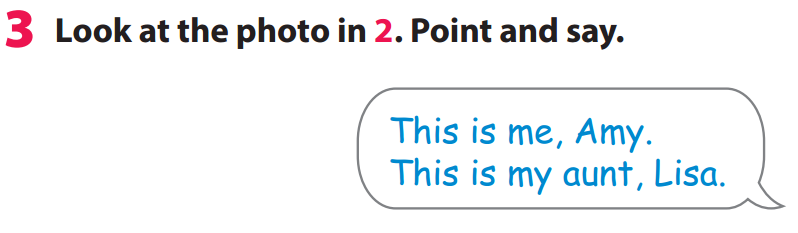 3 Look at the photo in 2. Point and say.
This is me, Amy.
This is my aunt, Lisa.